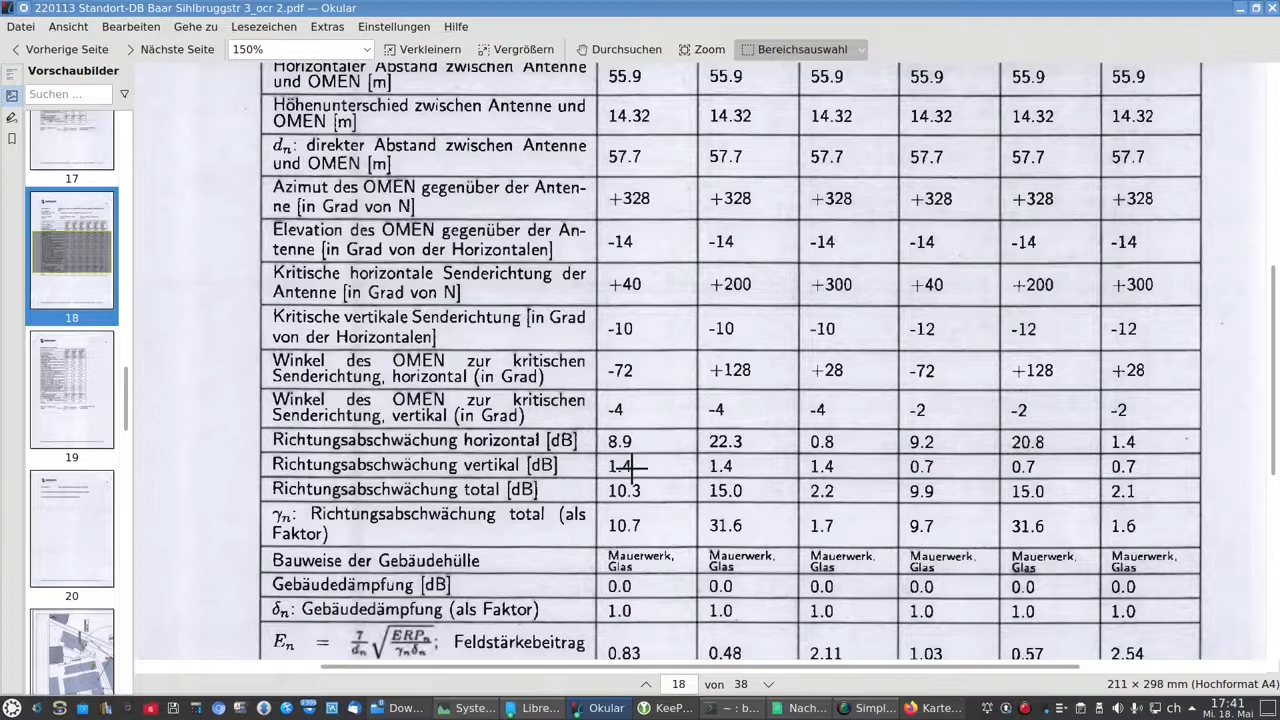 220113 Standort-DB Baar Sihlbruggstr 3_ocr 2.pdf — Okular
Datei Ansicht Bearbeiten Gehe zu Lesezeichen Extras Einstellungen Hilfe
Vorherige Seite Nächste Seite 150% Verkleinern Vergrößern Durchsuchen Zoom Bereichsauswahl
Vorschaubilder
Suchen ...
17
18
19
20
Horizontaler Abstand zwischen Antenne
und OMEN [m] 55.9 55.9 55.9 55.9 55.9 55.9
Höhenunterschied zwischen Antenne und
OMEN [m] 14.32 14.32 14.32 14.32 14.32 14.32
dn: direkter Abstand zwischen Antenne
und OMEN [m] 57.7 57.7 57.7 57.7 57.7 57.7
Azimut des OMEN gegenüber der Anten-
ne [in Grad von N] +328 +328 +328 +328 +328 +328
Elevation des OMEN gegenüber der An-
tenne [in Grad von der Horizontalen] -14 -14 -14 -14 -14 -14
Kritische horizontale Senderichtung der
Antenne [in Grad von N] +40 +200 +300 +40 +200 +300
Kritische vertikale Senderichtung [in Grad
von der Horizontalen] -10 -10 -10 -12 -12 -12
Winkel des OMEN zur kritischen
Senderichtung, horizontal (in Grad) -72 +128 +28 -72 +128 +28
Winkel des OMEN zur kritischen
Senderichtung, vertikal (in Grad) -4 -4 -4 -2 -2 -2
Richtungsabschwächung horizontal [dB] 8.9 22.3 0.8 9.2 20.8 1.4
Richtungsabschwächung vertikal [dB] 1.4 1.4 1.4 0.7 0.7 0.7
Richtungsabschwächung total [dB] 10.3 15.0 2.2 9.9 15.0 2.1
γn: Richtungsabschwächung total (als
Faktor) 10.7 31.6 1.7 9.7 31.6 1.6
Bauweise der Gebäudehülle Mauerwerk, Glas Mauerwerk, Glas Mauerwerk, Glas Mauerwerk, Glas Mauerwerk, Glas Mauerwerk, Glas
Gebäudedämpfung [dB] 0.0 0.0 0.0 0.0 0.0 0.0
δn: Gebäudedämpfung (als Faktor) 1.0 1.0 1.0 1.0 1.0 1.0
En = 7/dn √(ERPn/γnδn); Feldstärkebeitrag 0.83 0.48 2.11 1.03 0.57 2.54
18 von 38
211 × 298 mm (Hochformat A4)
Dow... Syste... Libre... Okular KeeP... ~ : b... Nach... Simpl... Karte... ch 17:41
Mi. 18. Mai